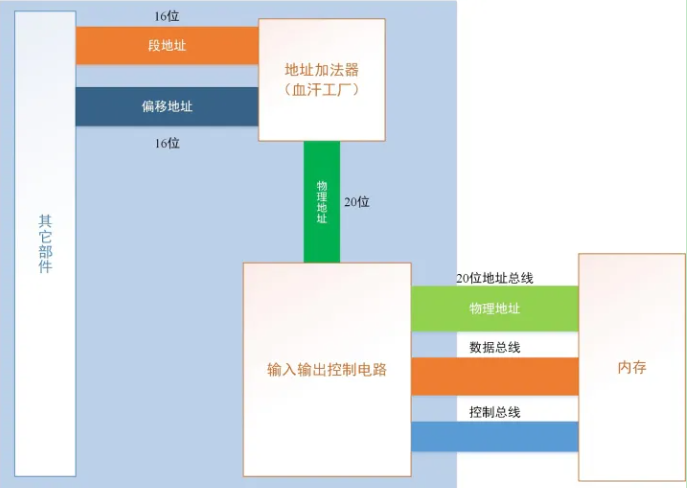 16位
段地址
地址加法器
（血汗工厂）
偏移地址
16位
物理地址
20位
其它部件
20位地址总线
物理地址
数据总线
输入输出控制电路
内存
控制总线